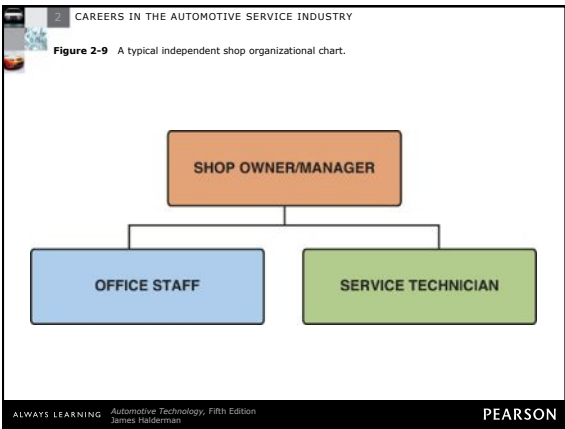 2 CAREERS IN THE AUTOMOTIVE SERVICE INDUSTRY
Figure 2-9 A typical independent shop organizational chart.
SHOP OWNER/MANAGER
OFFICE STAFF
SERVICE TECHNICIAN
ALWAYS LEARNING
Automotive Technology, Fifth Edition
James Halderman
PEARSON